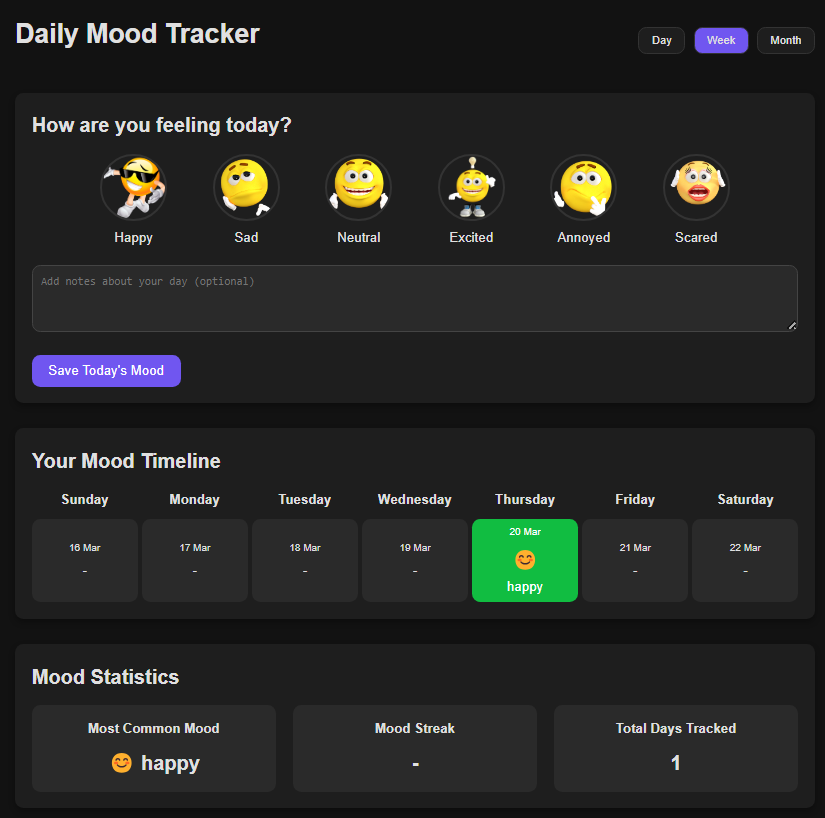 Daily Mood Tracker
Day Week Month
How are you feeling today?
Happy Sad Neutral Excited Annoyed Scared
Add notes about your day (optional)
Save Today's Mood
Your Mood Timeline
Sunday Monday Tuesday Wednesday Thursday Friday Saturday
20 Mar
16 Mar 17 Mar 18 Mar 19 Mar 21 Mar 22 Mar
- - - - 😊 - -
happy
Mood Statistics
Most Common Mood Mood Streak Total Days Tracked
😊 happy - 1